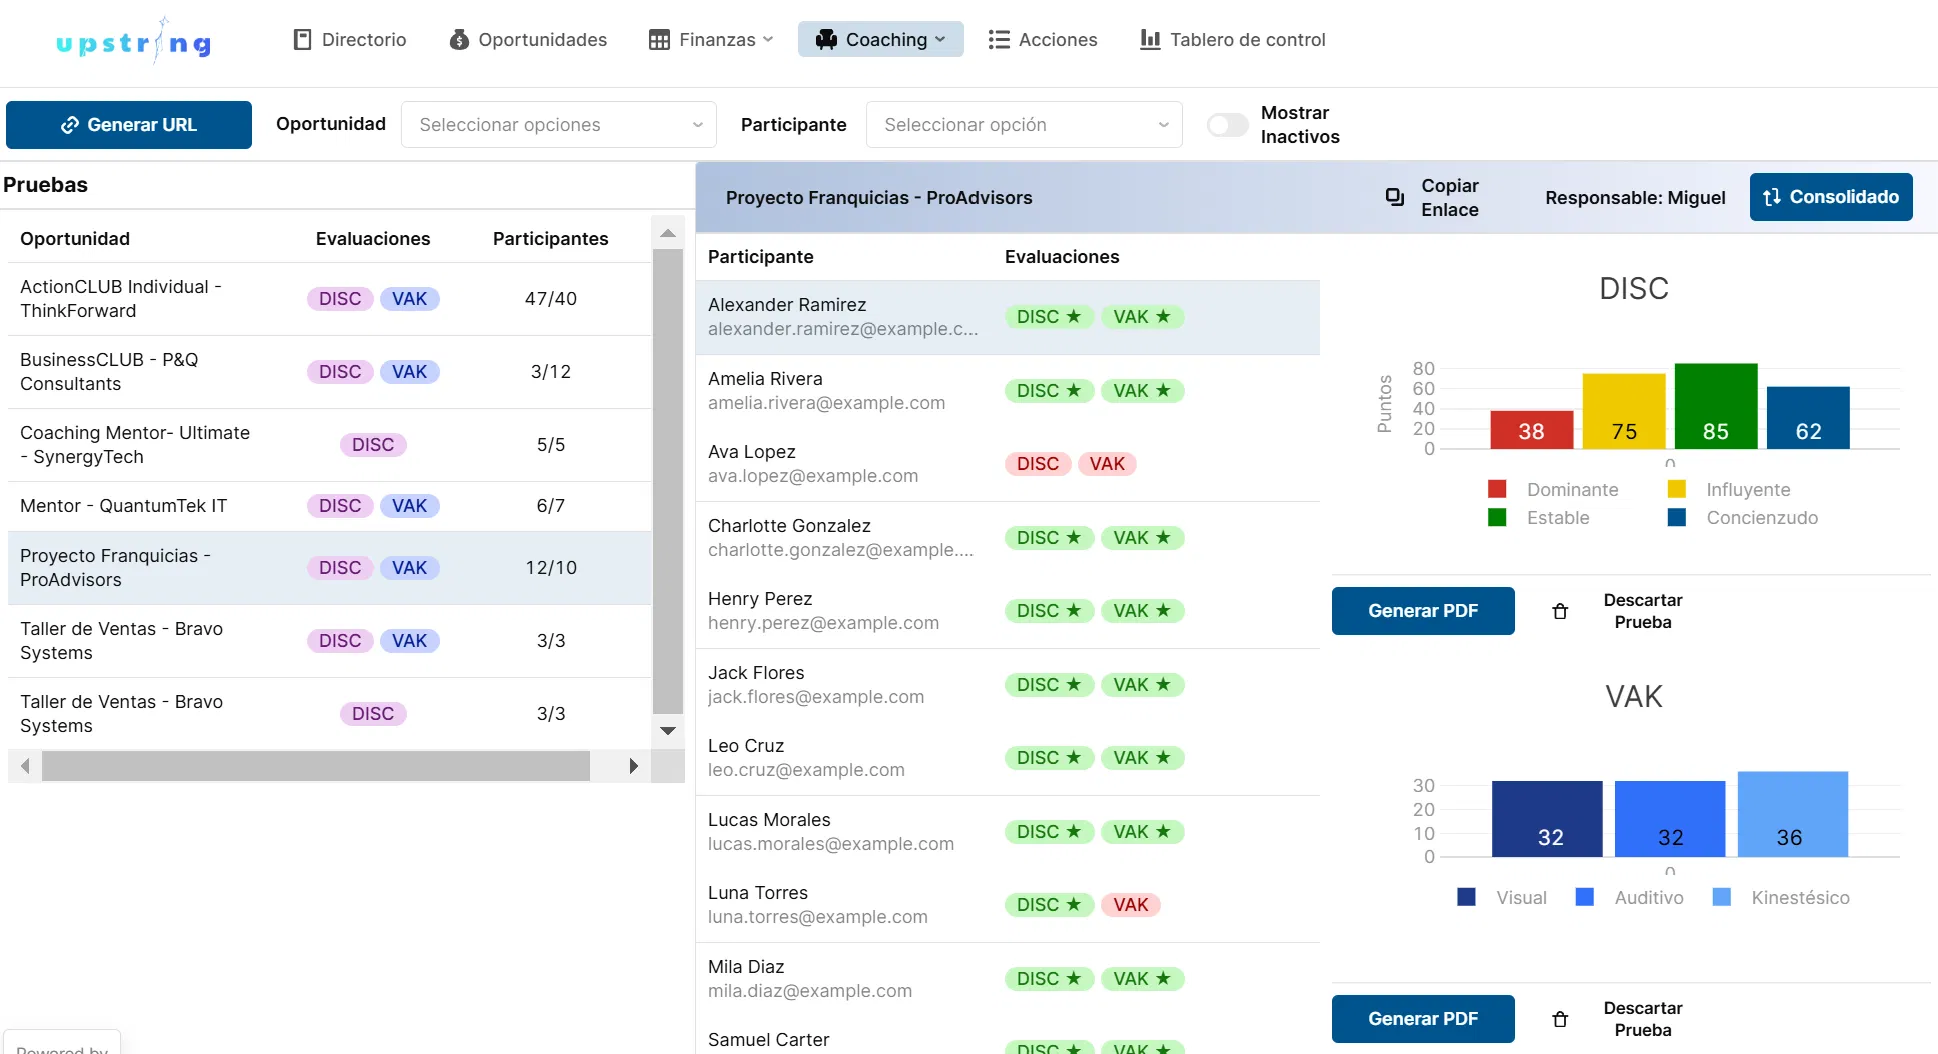 upstring
Directorio
Oportunidades
Finanzas
Coaching
Acciones
Tablero de control
Generar URL
Oportunidad
Seleccionar opciones
Participante
Seleccionar opción
Mostrar
Inactivos
Pruebas
Oportunidad Evaluaciones Participantes
ActionCLUB Individual -
ThinkForward
DISC VAK 47/40
BusinessCLUB - P&Q
Consultants
DISC VAK 3/12
Coaching Mentor- Ultimate
- SynergyTech
DISC 5/5
Mentor - QuantumTek IT DISC VAK 6/7
Proyecto Franquicias -
ProAdvisors
DISC VAK 12/10
Taller de Ventas - Bravo
Systems
DISC VAK 3/3
Taller de Ventas - Bravo
Systems
DISC 3/3
Powered by
Proyecto Franquicias - ProAdvisors
Copiar
Enlace
Responsable: Miguel
Consolidado
Participante Evaluaciones
Alexander Ramirez
alexander.ramirez@example.c...
DISC ★ VAK ★
Amelia Rivera
amelia.rivera@example.com
DISC ★ VAK ★
Ava Lopez
ava.lopez@example.com
DISC VAK
Charlotte Gonzalez
charlotte.gonzalez@example....
DISC ★ VAK ★
Henry Perez
henry.perez@example.com
DISC ★ VAK ★
Jack Flores
jack.flores@example.com
DISC ★ VAK ★
Leo Cruz
leo.cruz@example.com
DISC ★ VAK ★
Lucas Morales
lucas.morales@example.com
DISC ★ VAK ★
Luna Torres
luna.torres@example.com
DISC ★ VAK
Mila Diaz
mila.diaz@example.com
DISC ★ VAK ★
Samuel Carter
DISC ★ VAK ★
DISC
Puntos
80
60
40
20
0
38 75 85 62
0
Dominante Influyente
Estable Concienzudo
Generar PDF
Descartar
Prueba
VAK
30
20
10
0
32 32 36
0
Visual Auditivo Kinestésico
Generar PDF
Descartar
Prueba